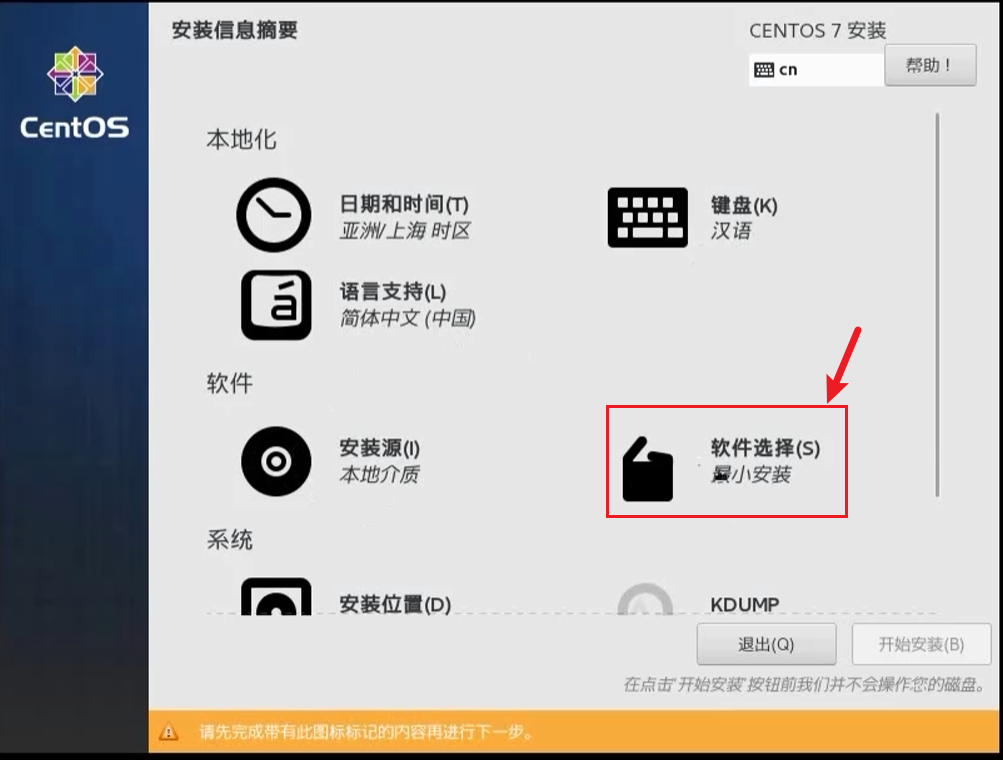 安装信息摘要
CENTOS 7 安装
cn
帮助！
CentOS
本地化
日期和时间(T)
亚洲/上海 时区
键盘(K)
汉语
语言支持(L)
简体中文 (中国)
软件
安装源(I)
本地介质
软件选择(S)
最小安装
系统
安装位置(D)
KDUMP
退出(Q)
开始安装(B)
在点击'开始安装'按钮前我们并不会操作您的磁盘。
请先完成带有此图标标记的内容再进行下一步。